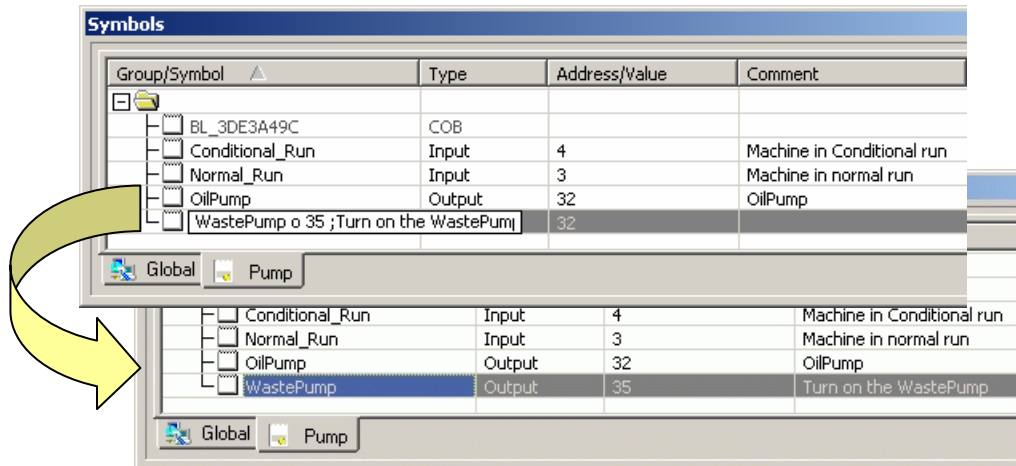 Symbols
Group/Symbol Type Address/Value Comment
BL_3DE3A49C COB
Conditional_Run Input 4 Machine in Conditional run
Normal_Run Input 3 Machine in normal run
OilPump Output 32 OilPump
WastePump o 35 ;Turn on the WastePum 32
Global Pump
Conditional_Run Input 4 Machine in Conditional run
Normal_Run Input 3 Machine in normal run
OilPump Output 32 OilPump
WastePump Output 35 Turn on the WastePump
Global Pump